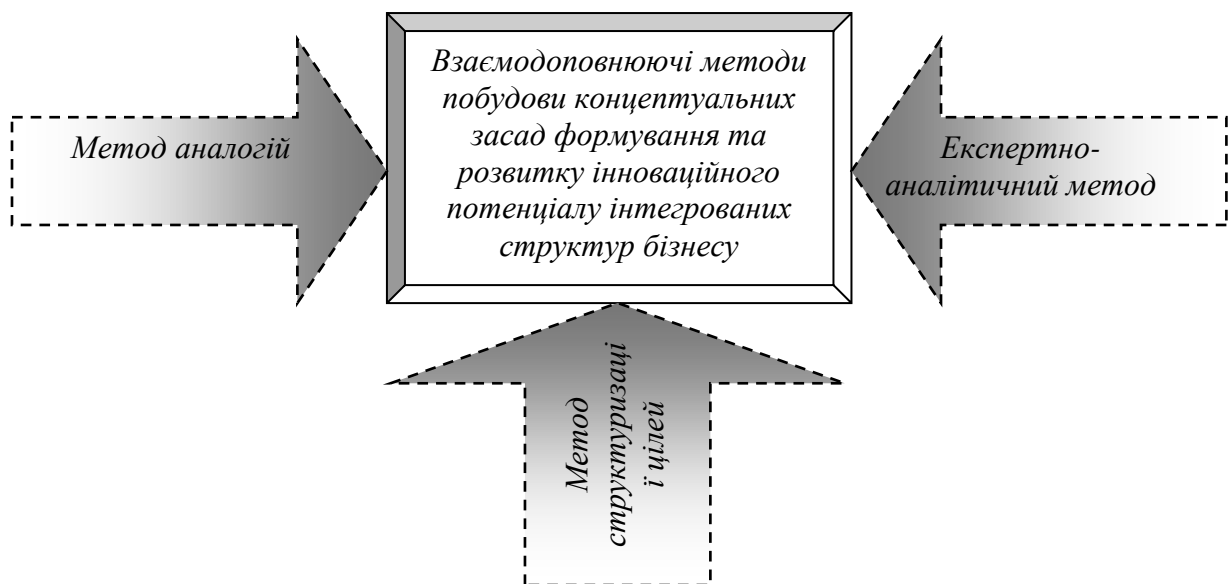 Взаємодоповнюючі методи
побудови концептуальних
засад формування та
розвитку інноваційного
потенціалу інтегрованих
структур бізнесу
Метод аналогій
Експертно-
аналітичний метод
Метод
структуризаці
ї цілей